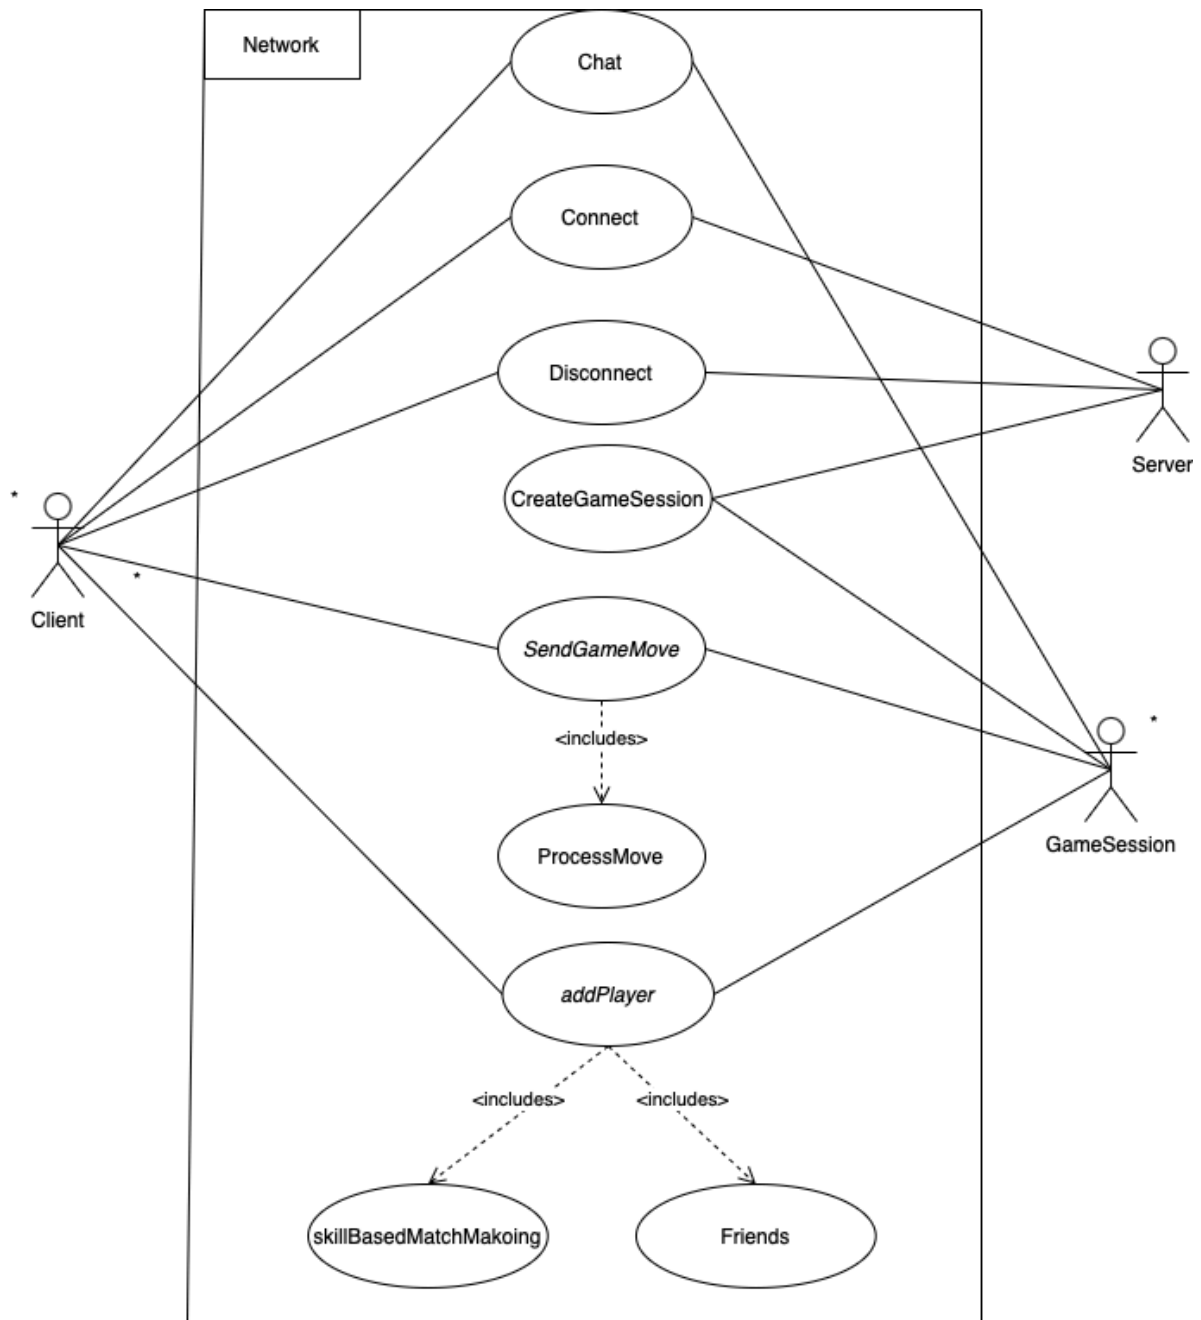 Network
Chat
Connect
Disconnect
Server
CreateGameSession
*
*
Client
SendGameMove
*
<includes>
GameSession
ProcessMove
addPlayer
<includes>
<includes>
skillBasedMatchMakoing
Friends